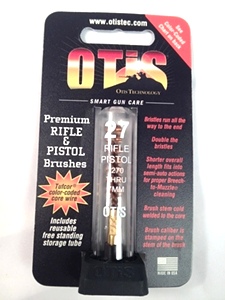 www.otistec.com
OTIS
OTIS TECHNOLOGY
SMART GUN CARE
Premium
RIFLE
&
PISTOL
Brushes
Tufcor®
color-coded
core wire
Includes
reusable
free standing
storage tube
27
RIFLE
PISTOL
.270
THRU
7MM
OTIS
Bristles run all the
way to the end
Double the
bristles
Shorter overall
length fits into
semi-auto actions
for proper Breech-
to-Muzzle®
cleaning
Brush stem-cold
welded to the core
Brush caliber is
stamped on the
stem of the brush
MADE IN USA